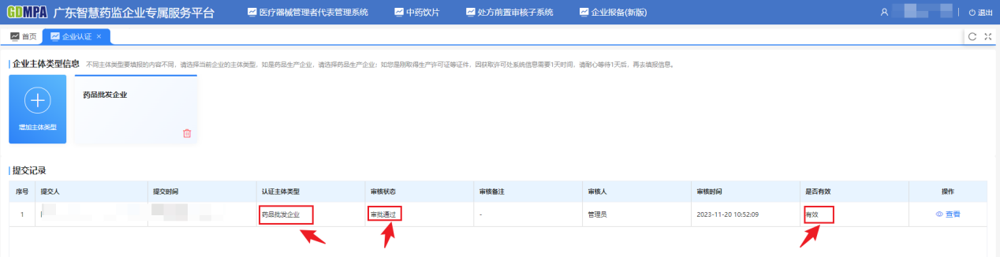 GDMPA 广东智慧药监企业专属服务平台 医疗器械管理者代表管理系统 中药饮片 处方前置审核子系统 企业报备(新版) 退出
首页 企业认证 ×
企业主体类型信息 不同主体类型要填报的内容不同，请选择当前企业的主体类型，如是药品生产企业，请选择药品生产企业；如您是刚取得生产许可证等证件，因获取许可处系统信息需要1天时间，请耐心等待1天后，再去填报信息。
药品批发企业
增加主体类型
提交记录
序号 提交人 提交时间 认证主体类型 审核状态 审核备注 审核人 审核时间 是否有效 操作
1 药品批发企业 审批通过 - 管理员 2023-11-20 10:52:09 有效 查看